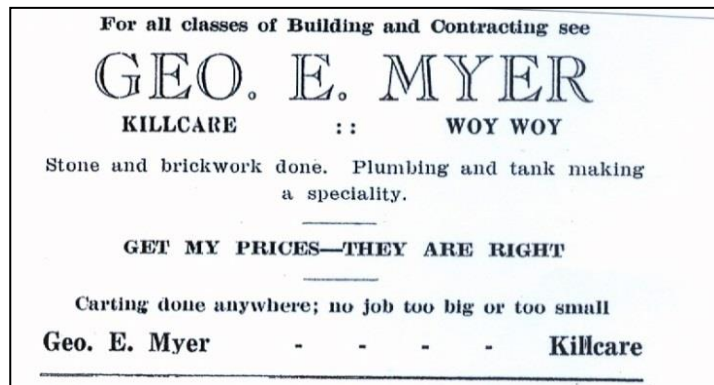 For all classes of Building and Contracting see
GEO. E. MYER
KILLCARE :: WOY WOY
Stone and brickwork done. Plumbing and tank making
a speciality.
GET MY PRICES—THEY ARE RIGHT
Carting done anywhere; no job too big or too small
Geo. E. Myer - - - - Killcare